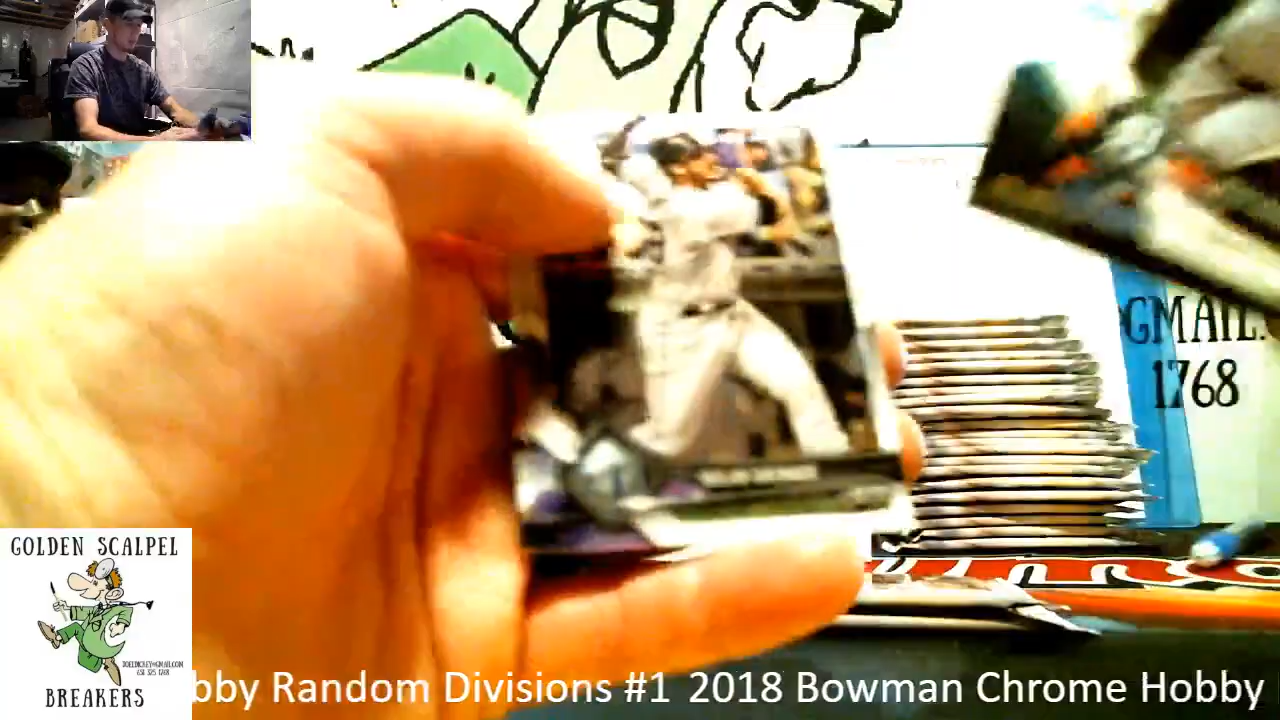 GMAIL.
1768
GOLDEN SCALPEL
BREAKERS
bby Random Divisions #1 2018 Bowman Chrome Hobby